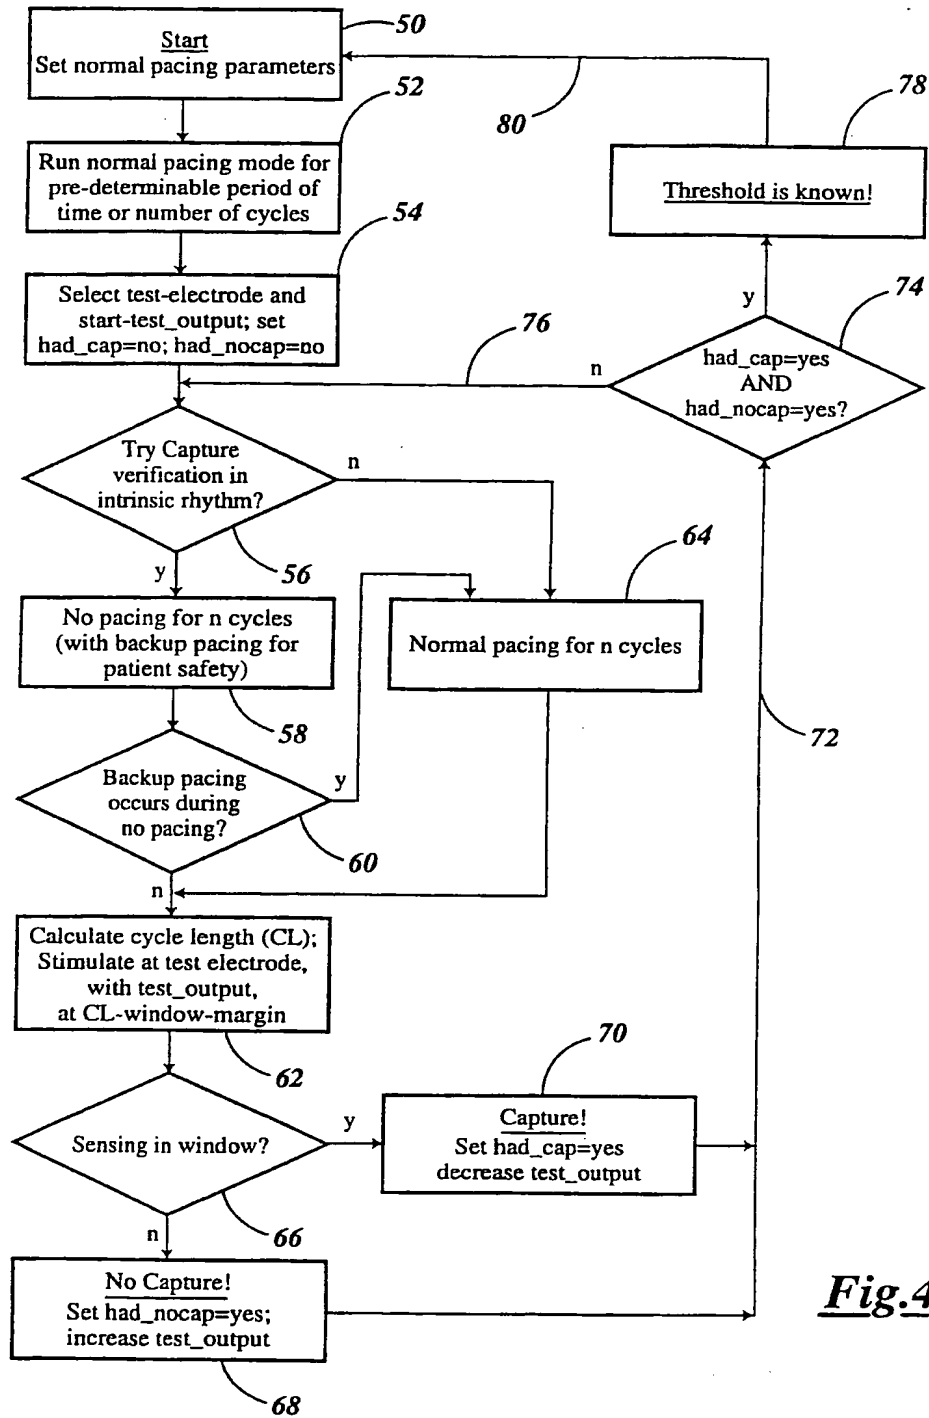 50
Start
Set normal pacing parameters
80
52
78
Run normal pacing mode for
pre-determinable period of
time or number of cycles
Threshold is known!
54
y
74
Select test-electrode and
start-test_output; set
had_cap=no; had_nocap=no
76
n
had_cap=yes
AND
had_nocap=yes?
Try Capture
verification in
intrinsic rhythm?
n
56
y
64
No pacing for n cycles
(with backup pacing for
patient safety)
Normal pacing for n cycles
58
72
Backup pacing
occurs during
no pacing?
y
60
n
Calculate cycle length (CL);
Stimulate at test electrode,
with test_output,
at CL-window-margin
62
70
Sensing in window?
y
Capture!
Set had_cap=yes
decrease test_output
66
n
No Capture!
Set had_nocap=yes;
increase test_output
68
Fig.4